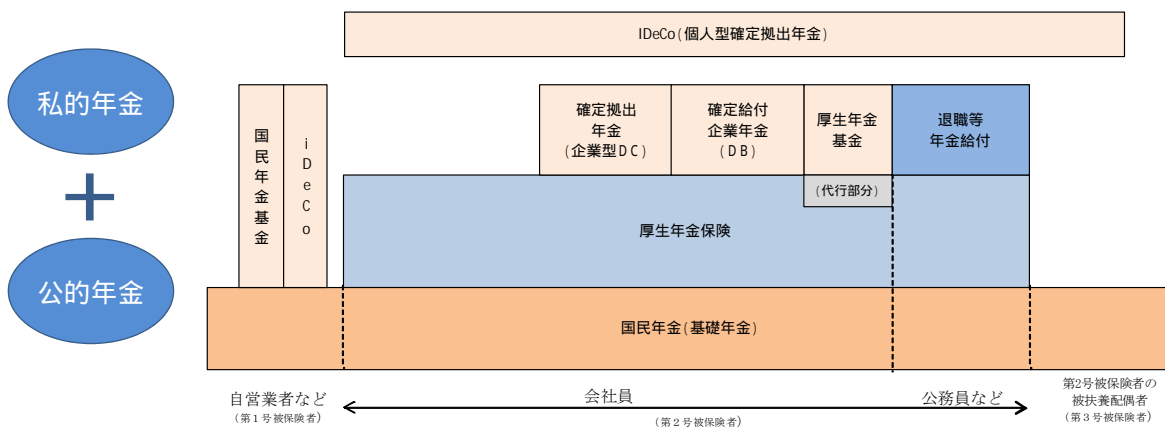 IDeCo(個人型確定拠出年金)
私的年金
公的年金
国民年金基金
iDeCo
確定拠出
年金
(企業型DC)
確定給付
企業年金
(DB)
厚生年金
基金
(代行部分)
退職等
年金給付
厚生年金保険
国民年金(基礎年金)
自営業者など
(第1号被保険者)
会社員
(第2号被保険者)
公務員など
第2号被保険者の
被扶養配偶者
(第3号被保険者)